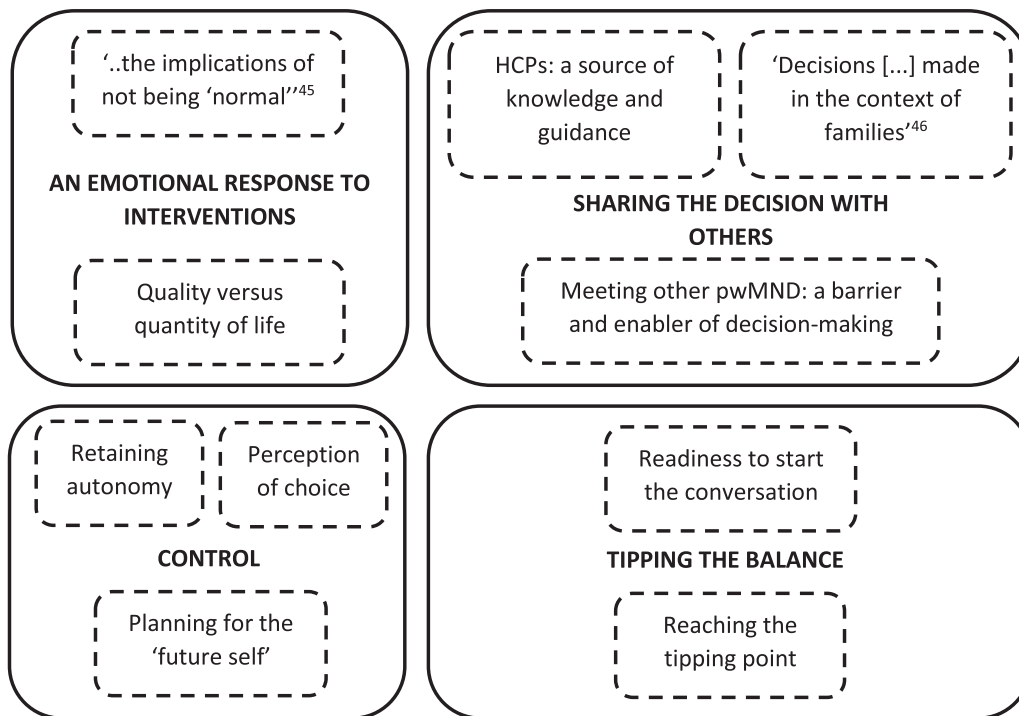 ‘..the implications of
not being ‘normal’’⁴⁵
AN EMOTIONAL RESPONSE TO
INTERVENTIONS
Quality versus
quantity of life
HCPs: a source of
knowledge and
guidance
‘Decisions [...] made
in the context of
families’⁴⁶
SHARING THE DECISION WITH
OTHERS
Meeting other pwMND: a barrier
and enabler of decision-making
Retaining
autonomy
Perception
of choice
CONTROL
Planning for the
‘future self’
Readiness to start
the conversation
TIPPING THE BALANCE
Reaching the
tipping point